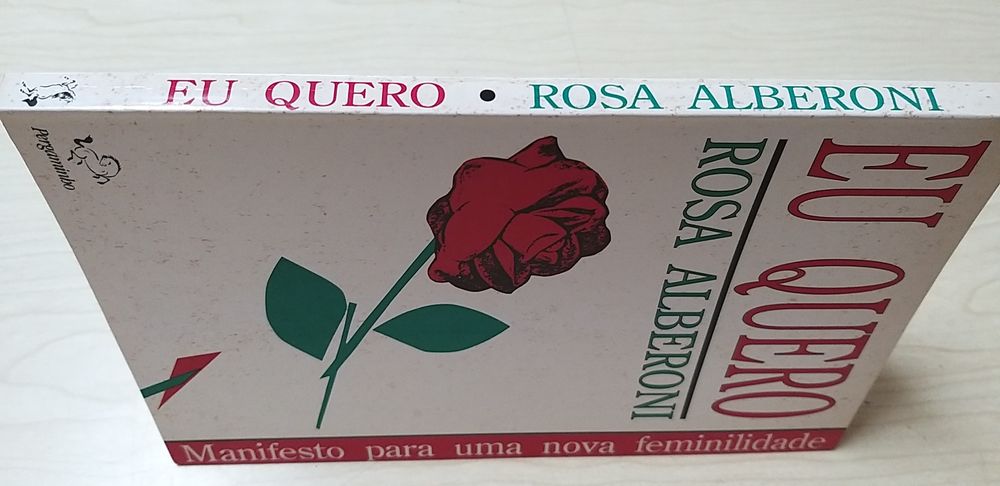 EU QUERO • ROSA ALBERONI
EU QUERO
ROSA ALBERONI
Manifesto para uma nova feminilidade
Pergaminho